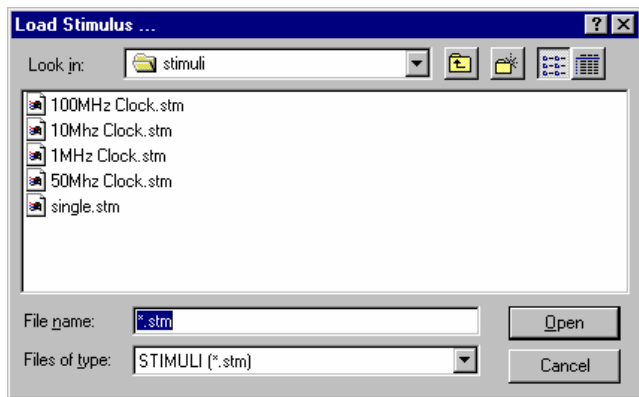 Load Stimulus ...
Look in: stimuli
100MHz Clock.stm
10Mhz Clock.stm
1MHz Clock.stm
50Mhz Clock.stm
single.stm
File name: *.stm Open
Files of type: STIMULI (*.stm) Cancel